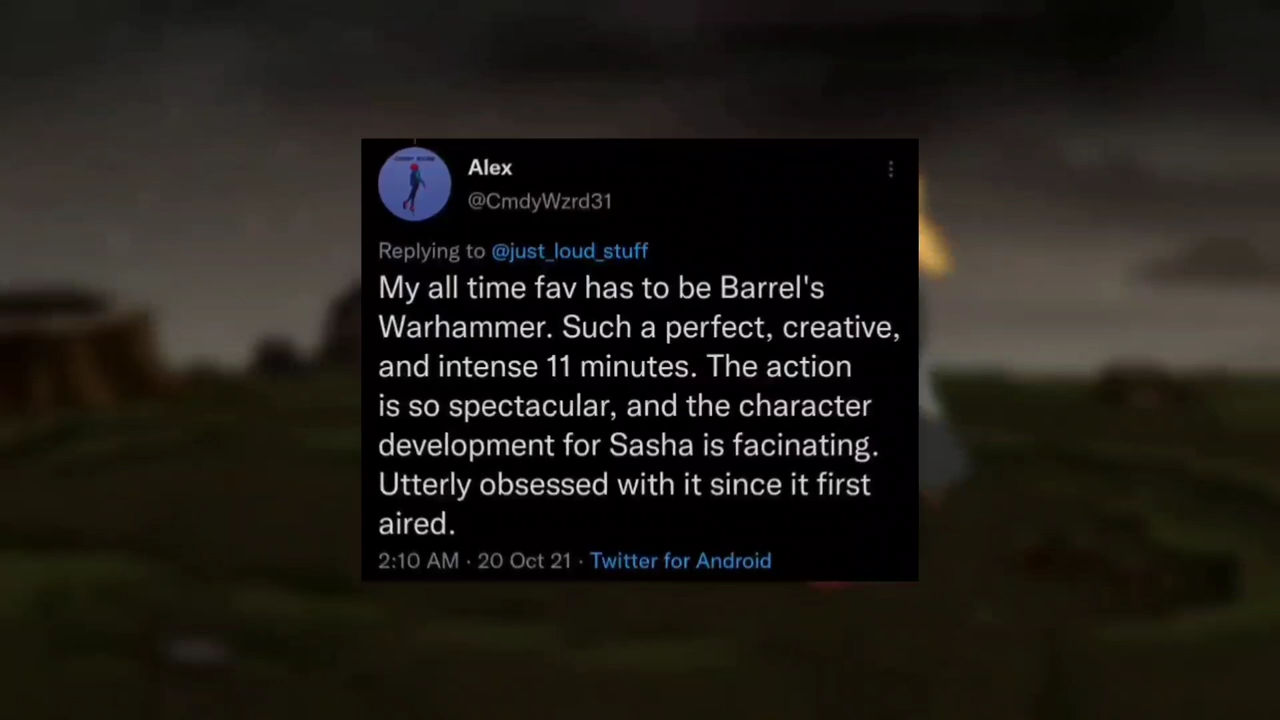 Alex
@CmdyWzrd31
Replying to @just_loud_stuff
My all time fav has to be Barrel's
Warhammer. Such a perfect, creative,
and intense 11 minutes. The action
is so spectacular, and the character
development for Sasha is facinating.
Utterly obsessed with it since it first
aired.
2:10 AM · 20 Oct 21 · Twitter for Android